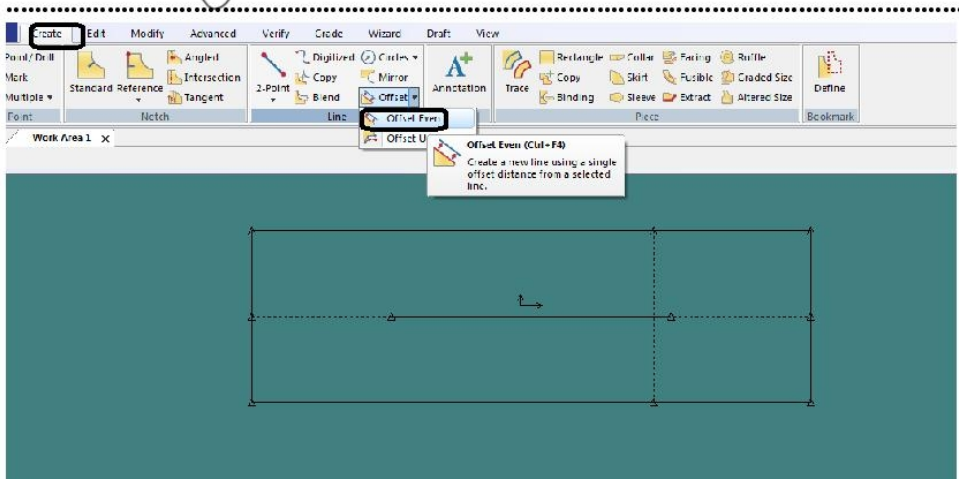 Create Edit Modify Advanced Verify Grade Wizard Draft View
Point/Drill Angled Digitized Circles Rectangle Collar Facing Ruffle
Mark Intersection Copy Mirror Copy Skirt Fusible Graded Size
Multiple Standard Reference Tangent 2-Point Blend Offset Annotation Trace Binding Sleeve Extract Altered Size Define
Point Notch Line Offset Even Piece Bookmark
Work Area 1 x Offset U
Offset Even (Ctrl+F4)
Create a new line using a single
offset distance from a selected
line.